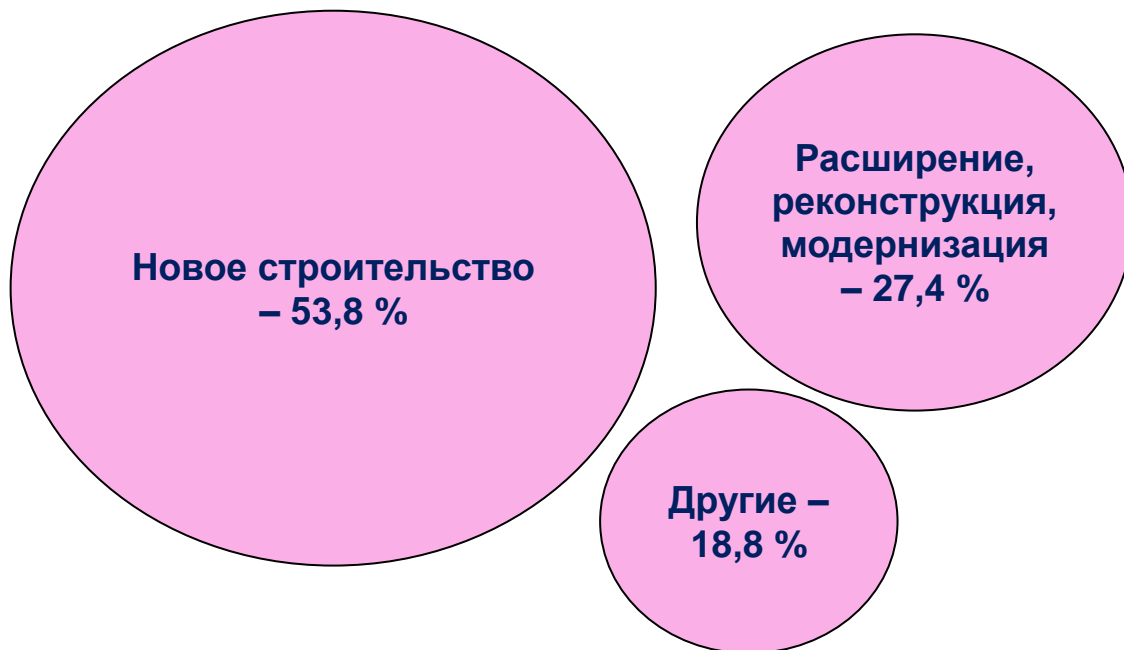 Новое строительство
– 53,8 %
Расширение,
реконструкция,
модернизация
– 27,4 %
Другие –
18,8 %